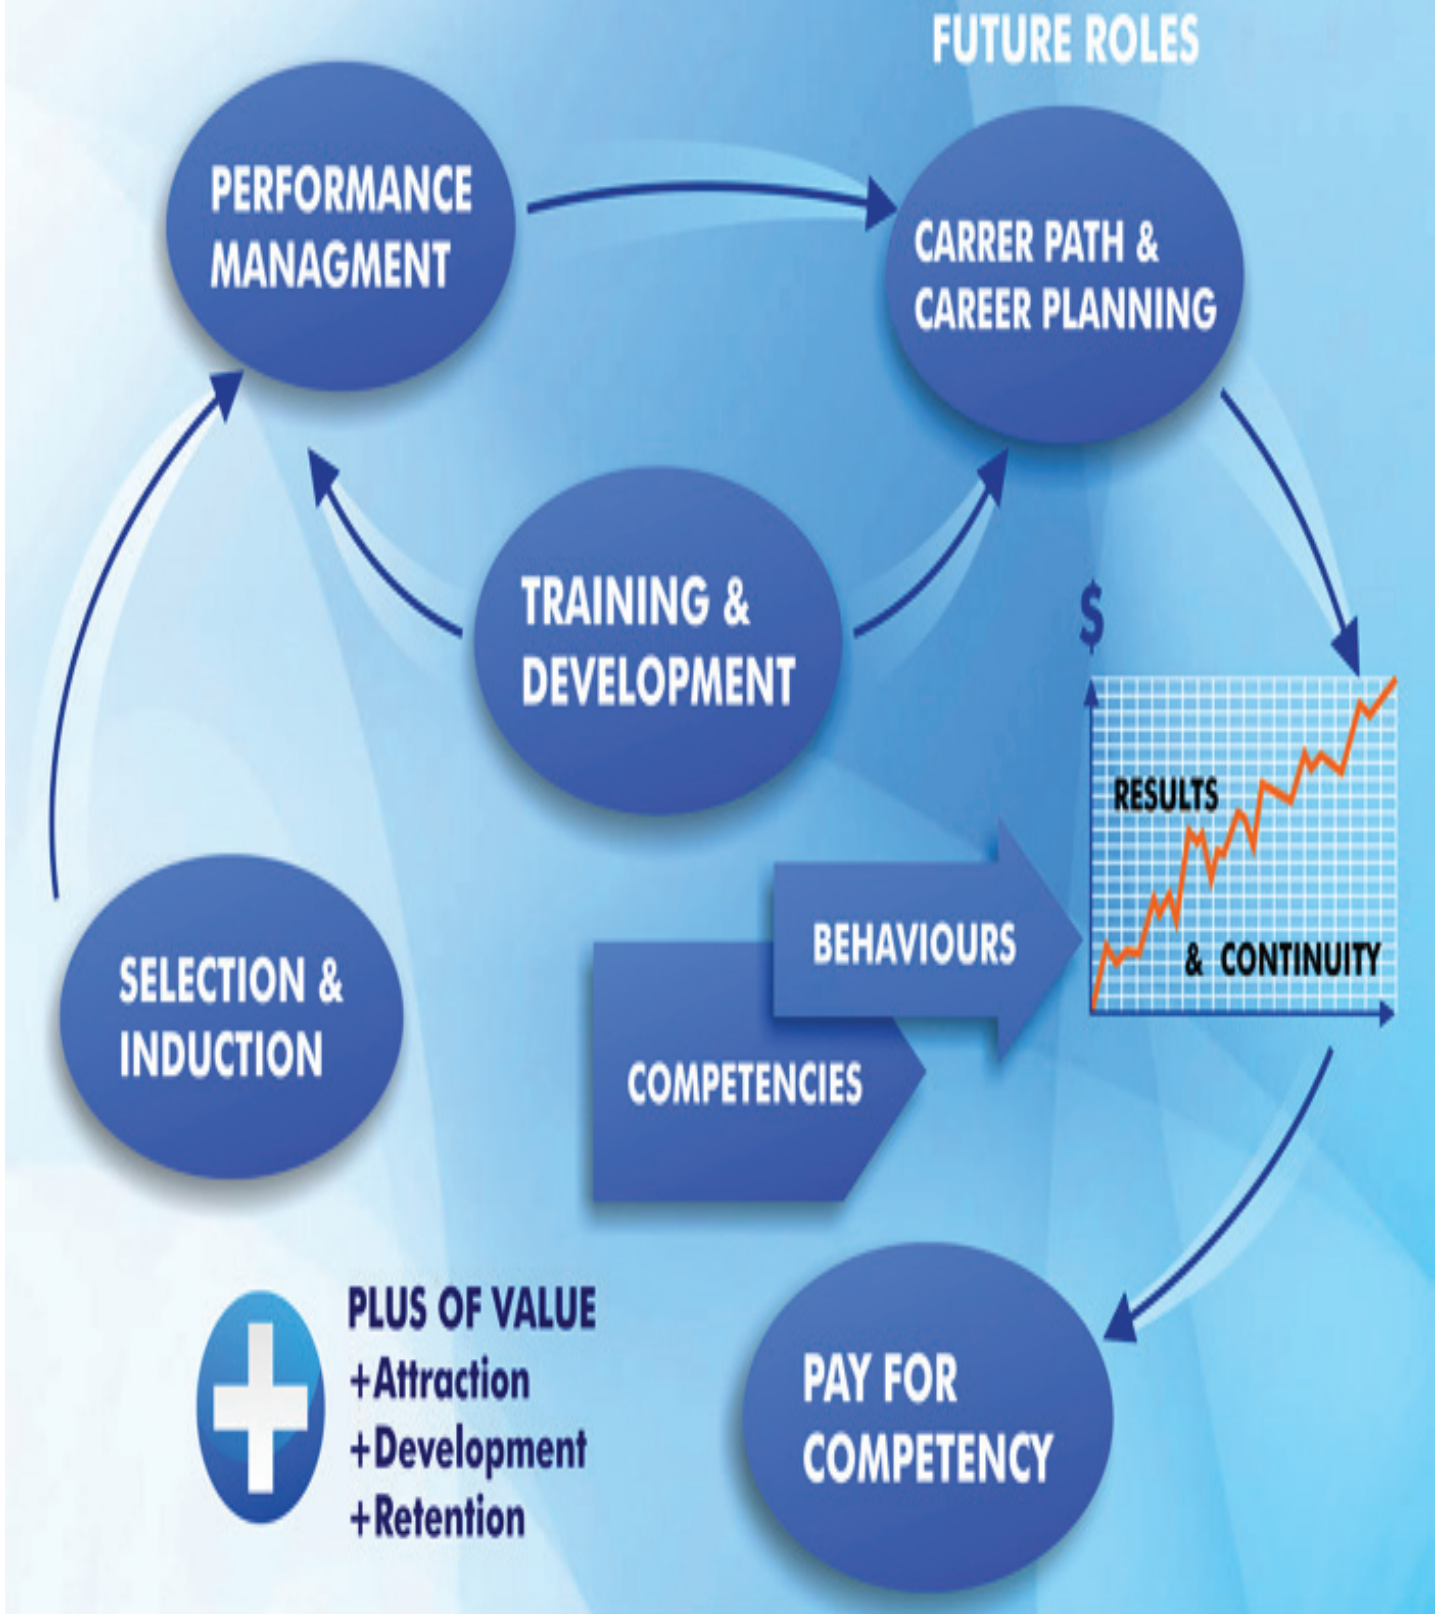 FUTURE ROLES
PERFORMANCE
MANAGMENT
CARRER PATH &
CAREER PLANNING
TRAINING &
DEVELOPMENT
$
RESULTS
& CONTINUITY
BEHAVIOURS
COMPETENCIES
SELECTION &
INDUCTION
PLUS OF VALUE
+Attraction
+Development
+Retention
PAY FOR
COMPETENCY